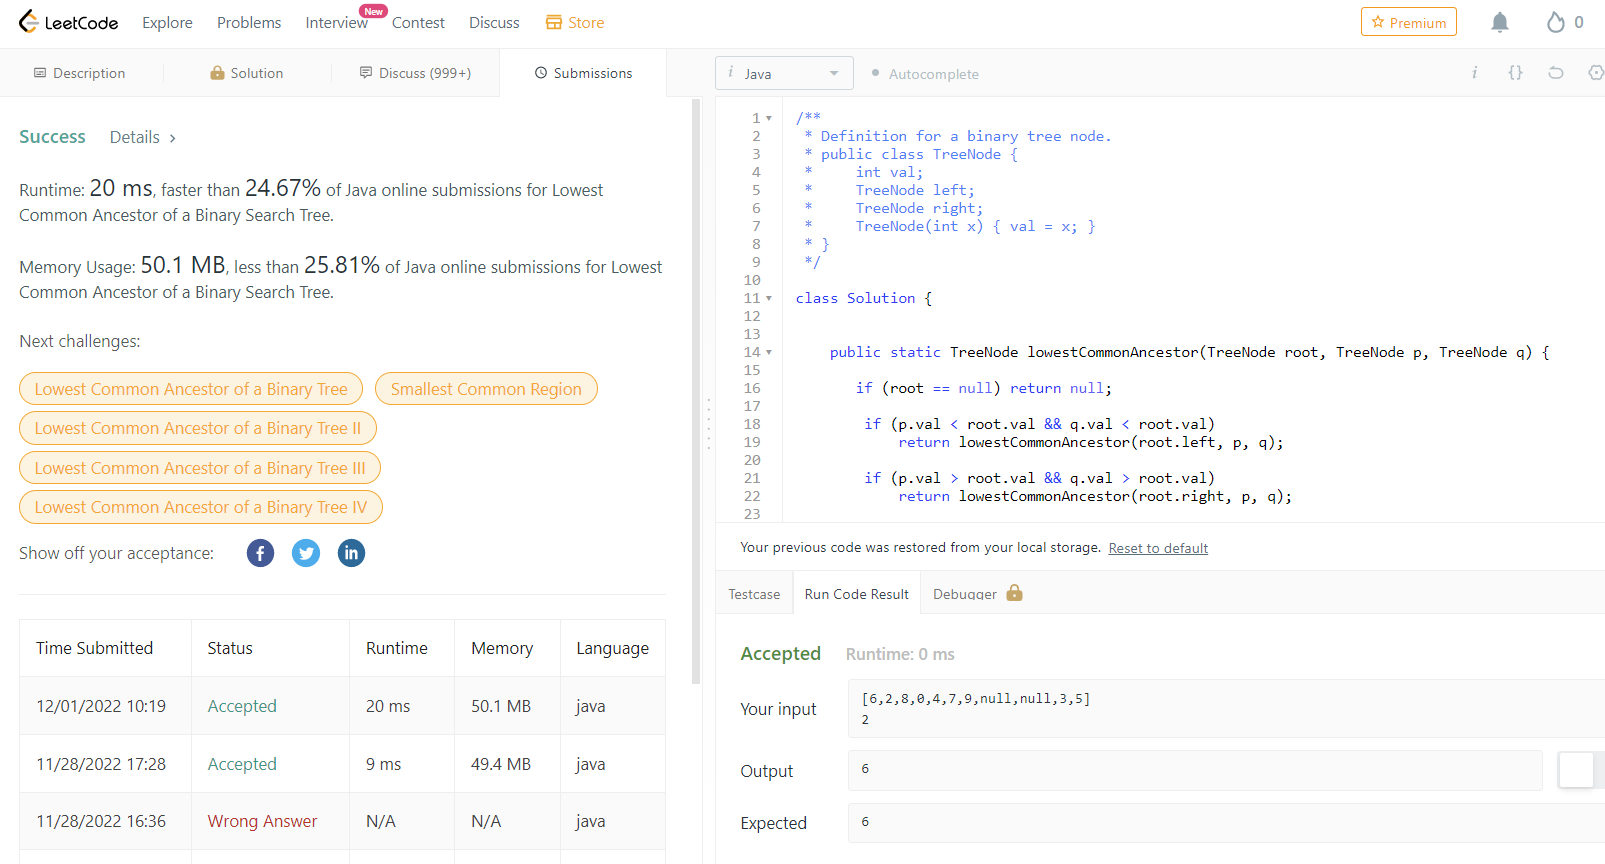 LeetCode Explore Problems Interview New Contest Discuss Store Premium 0
Description Solution Discuss (999+) Submissions
Success Details >
Runtime: 20 ms, faster than 24.67% of Java online submissions for Lowest
Common Ancestor of a Binary Search Tree.
Memory Usage: 50.1 MB, less than 25.81% of Java online submissions for Lowest
Common Ancestor of a Binary Search Tree.
Next challenges:
Lowest Common Ancestor of a Binary Tree Smallest Common Region
Lowest Common Ancestor of a Binary Tree II
Lowest Common Ancestor of a Binary Tree III
Lowest Common Ancestor of a Binary Tree IV
Show off your acceptance: f in
Time Submitted Status Runtime Memory Language
12/01/2022 10:19 Accepted 20 ms 50.1 MB java
11/28/2022 17:28 Accepted 9 ms 49.4 MB java
11/28/2022 16:36 Wrong Answer N/A N/A java
i Java Autocomplete i {}
1 /**
2 * Definition for a binary tree node.
3 * public class TreeNode {
4 *     int val;
5 *     TreeNode left;
6 *     TreeNode right;
7 *     TreeNode(int x) { val = x; }
8 * }
9 */
10
11 class Solution {
12
13
14 public static TreeNode lowestCommonAncestor(TreeNode root, TreeNode p, TreeNode q) {
15
16 if (root == null) return null;
17
18 if (p.val < root.val && q.val < root.val)
19 return lowestCommonAncestor(root.left, p, q);
20
21 if (p.val > root.val && q.val > root.val)
22 return lowestCommonAncestor(root.right, p, q);
23
Your previous code was restored from your local storage. Reset to default
Testcase Run Code Result Debugger
Accepted Runtime: 0 ms
Your input
[6,2,8,0,4,7,9,null,null,3,5]
2
Output 6
Expected 6